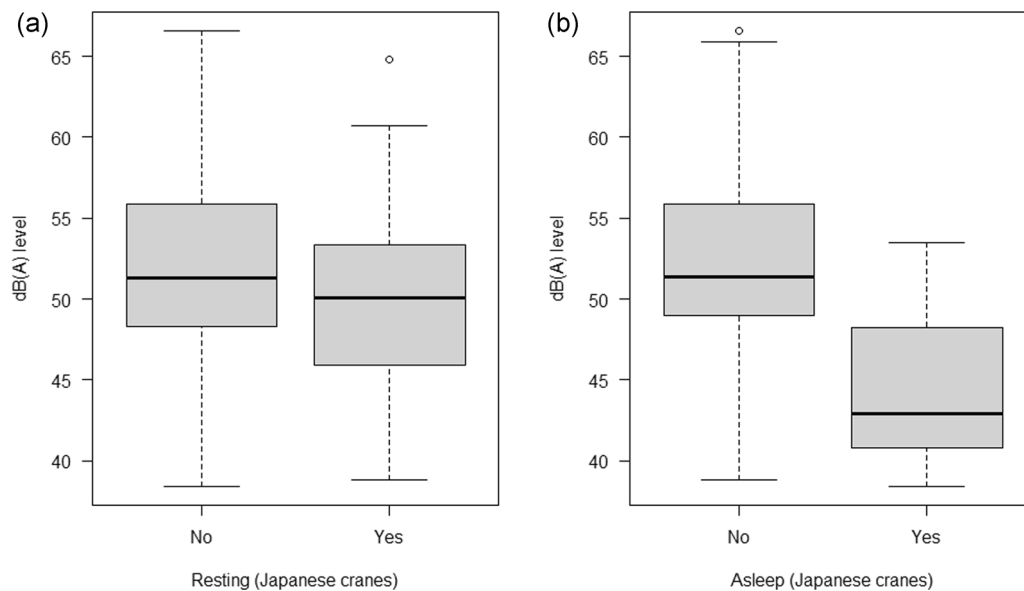 (a)
dB(A) level
65
60
55
50
45
40
No Yes
Resting (Japanese cranes)
(b)
dB(A) level
65
60
55
50
45
40
No Yes
Asleep (Japanese cranes)